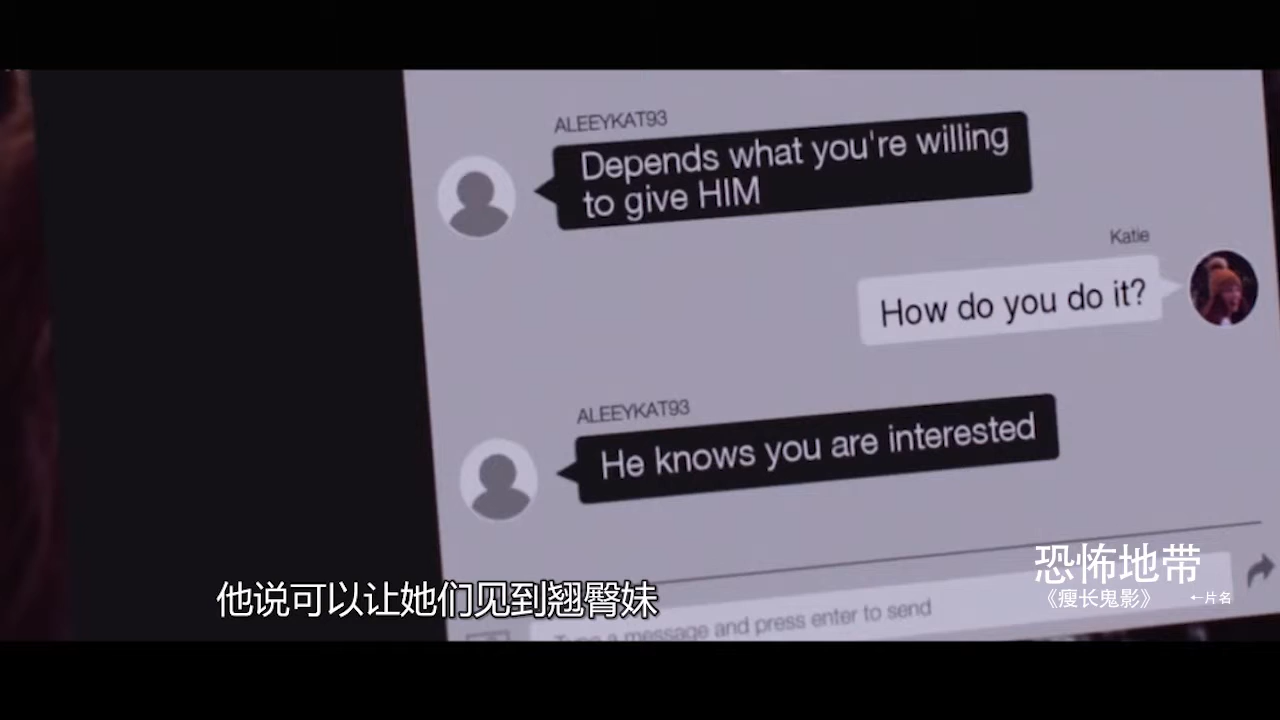 ALEEYKAT93
Depends what you're willing
to give HIM
Katie
How do you do it?
ALEEYKAT93
He knows you are interested
恐怖地带
《瘦长鬼影》 ←片名
他说可以让她们见到翘臀妹
Type a message and press enter to send